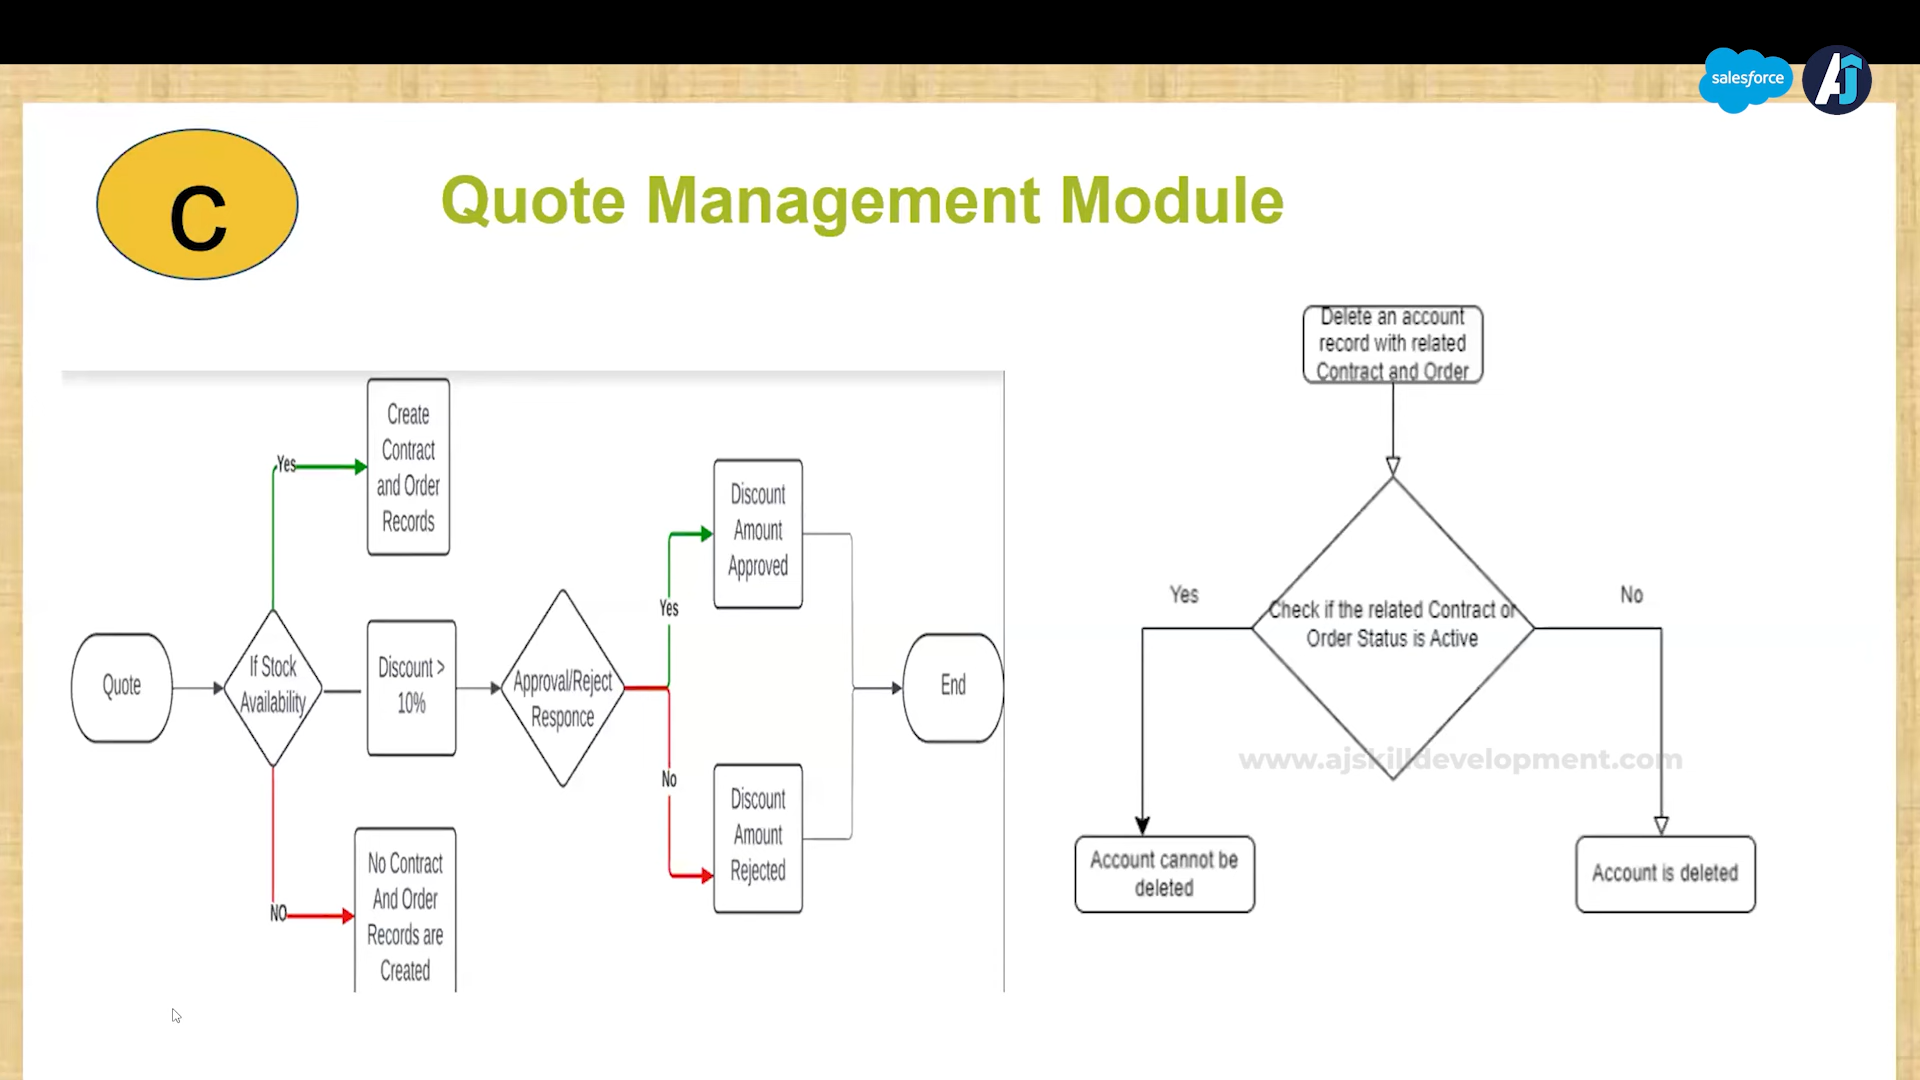 salesforce
AJ
C
Quote Management Module
Delete an account
record with related
Contract and Order
Create
Contract
and Order
Records
Yes
Discount
Amount
Approved
Yes
Yes
No
Check if the related Contract or
Order Status is Active
Quote
If Stock
Availability
Discount >
10%
Approval/Reject
Responce
End
No
Discount
Amount
Rejected
www.ajskilldevelopment.com
Account cannot be
deleted
Account is deleted
NO
No Contract
And Order
Records are
Created